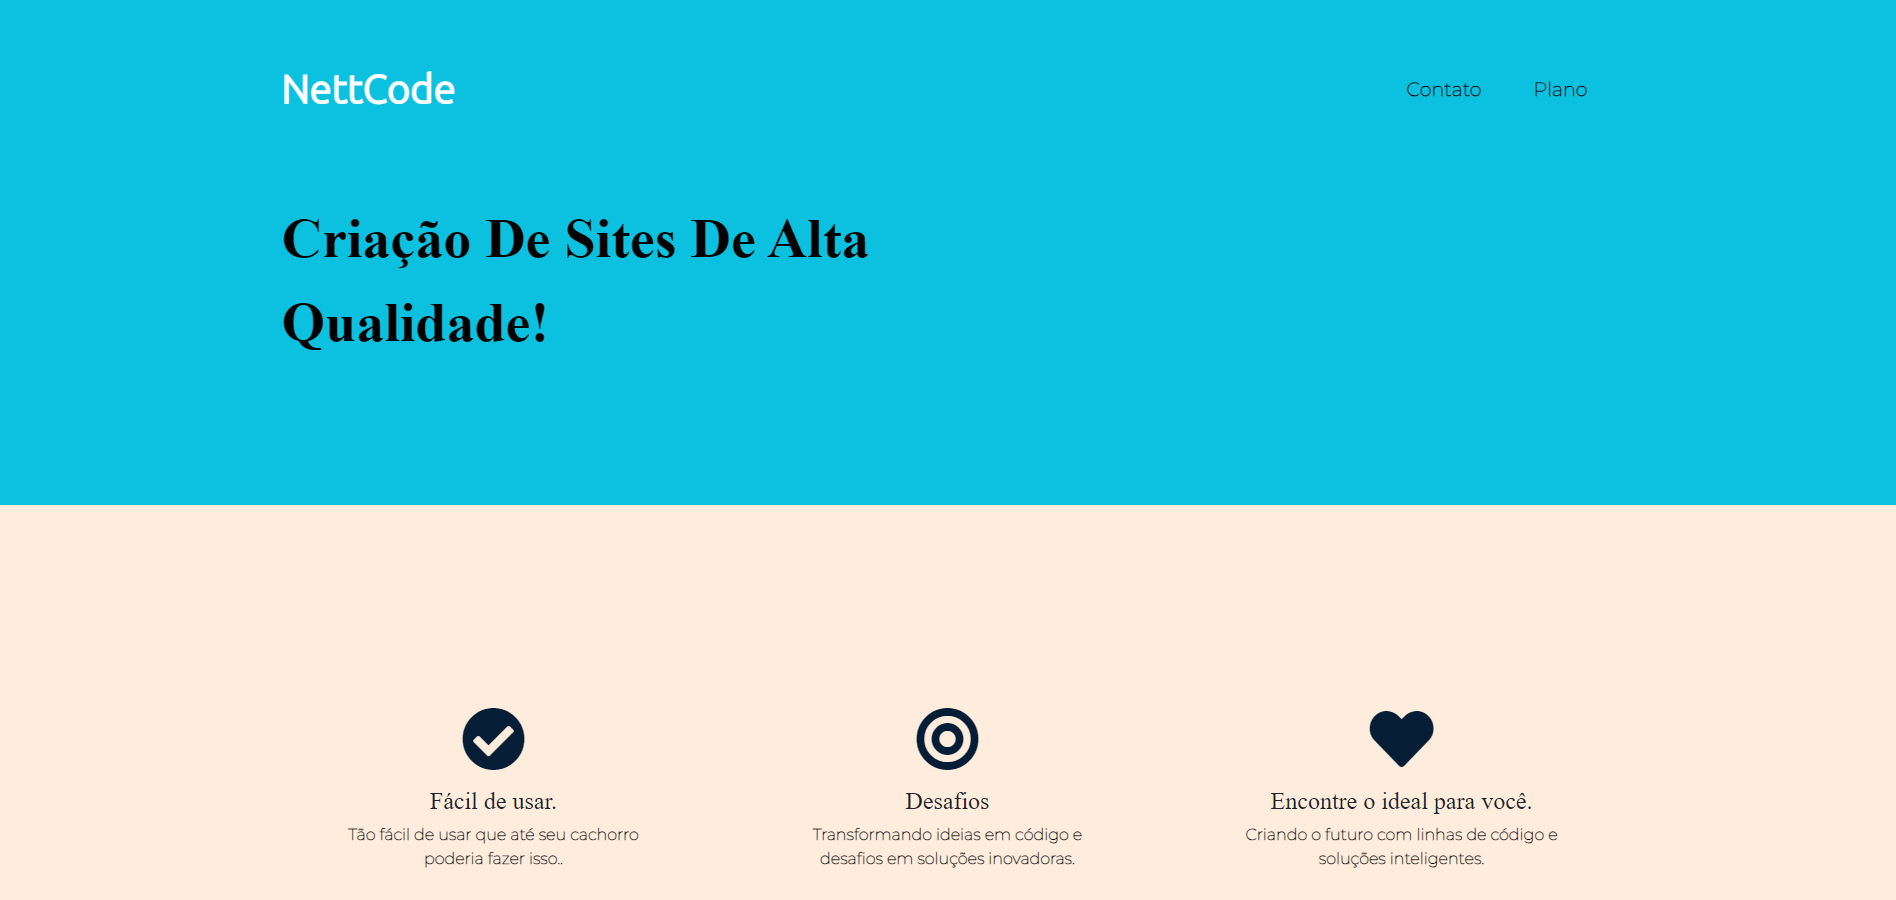 NettCode
Contato
Plano
Criação De Sites De Alta
Qualidade!
Fácil de usar.
Tão fácil de usar que até seu cachorro
poderia fazer isso..
Desafios
Transformando ideias em código e
desafios em soluções inovadoras.
Encontre o ideal para você.
Criando o futuro com linhas de código e
soluções inteligentes.